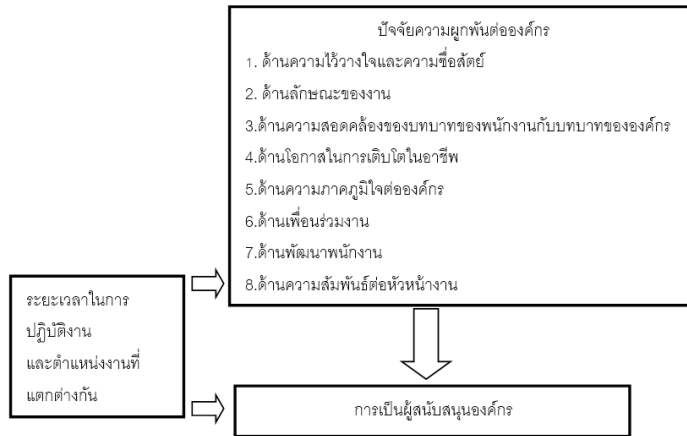 ปัจจัยความผูกพันต่อองค์กร
1. ด้านความไว้วางใจและความซื่อสัตย์
2. ด้านลักษณะของงาน
3.ด้านความสอดคล้องของบทบาทของพนักงานกับบทบาทขององค์กร
4.ด้านโอกาสในการเติบโตในอาชีพ
5.ด้านความภาคภูมิใจต่อองค์กร
6.ด้านเพื่อนร่วมงาน
7.ด้านพัฒนาพนักงาน
8.ด้านความสัมพันธ์ต่อหัวหน้างาน
ระยะเวลาในการ
ปฏิบัติงาน
และตำแหน่งงานที่
แตกต่างกัน
การเป็นผู้สนับสนุนองค์กร